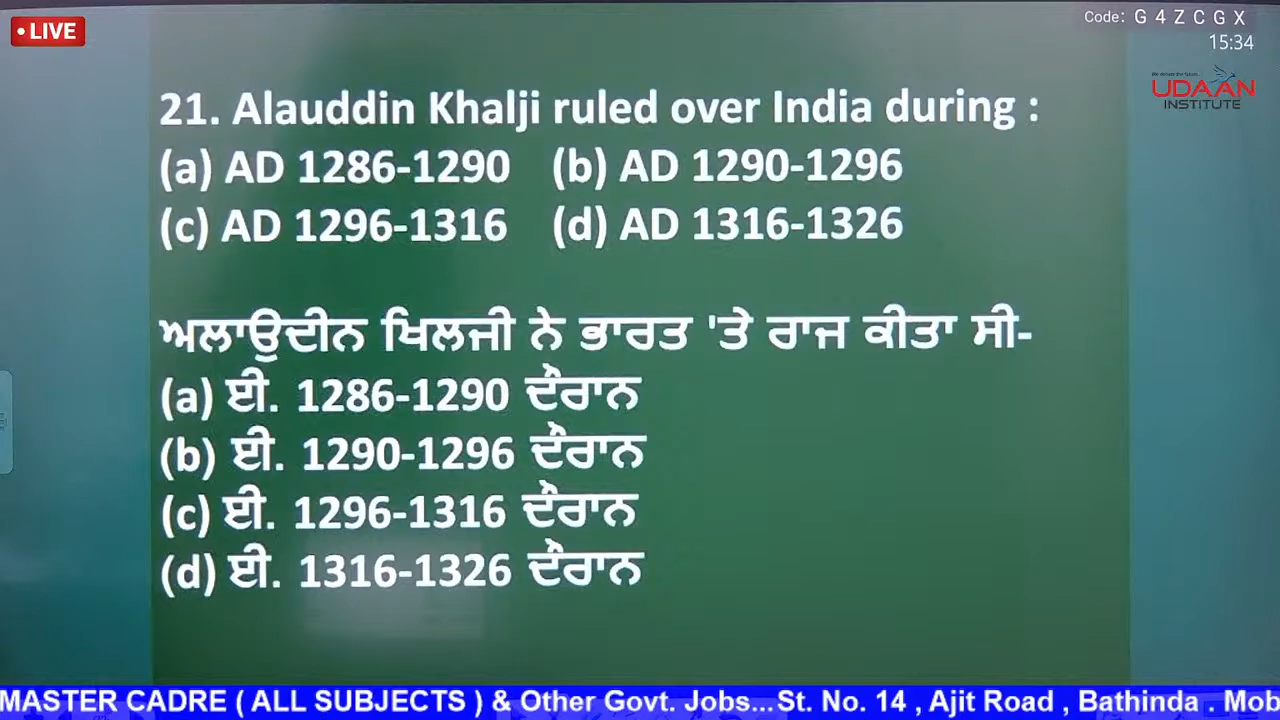 • LIVE
Code: G 4 Z C G X
15:34
UDAAN
INSTITUTE
21. Alauddin Khalji ruled over India during :
(a) AD 1286-1290 (b) AD 1290-1296
(c) AD 1296-1316 (d) AD 1316-1326
ਅਲਾਉਦੀਨ ਖਿਲਜੀ ਨੇ ਭਾਰਤ 'ਤੇ ਰਾਜ ਕੀਤਾ ਸੀ-
(a) ਈ. 1286-1290 ਦੌਰਾਨ
(b) ਈ. 1290-1296 ਦੌਰਾਨ
(c) ਈ. 1296-1316 ਦੌਰਾਨ
(d) ਈ. 1316-1326 ਦੌਰਾਨ
MASTER CADRE ( ALL SUBJECTS ) & Other Govt. Jobs...St. No. 14 , Ajit Road , Bathinda . Mob